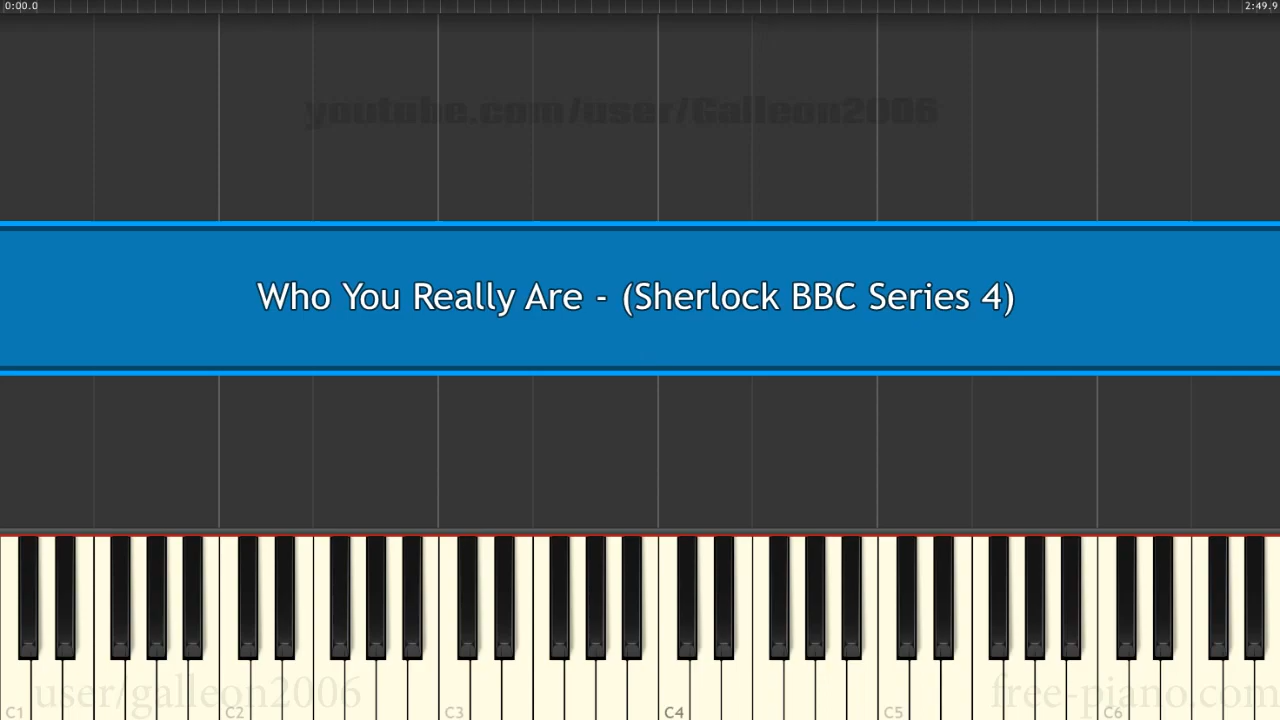 0:00.0 2:49.9
youtube.com/user/Galleon2006
Who You Really Are - (Sherlock BBC Series 4)
C1 C2 C3 C4 C5 C6
user/galleon2006 free-piano.com